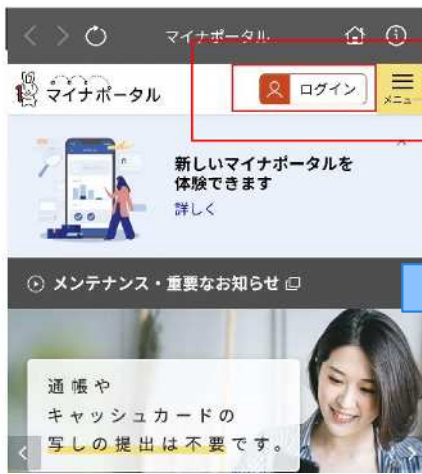 マイナポータル
マイナポータル
ログイン
メニュー
新しいマイナポータルを
体験できます
詳しく
メンテナンス・重要なお知らせ
通帳や
キャッシュカードの
写しの提出は不要です。